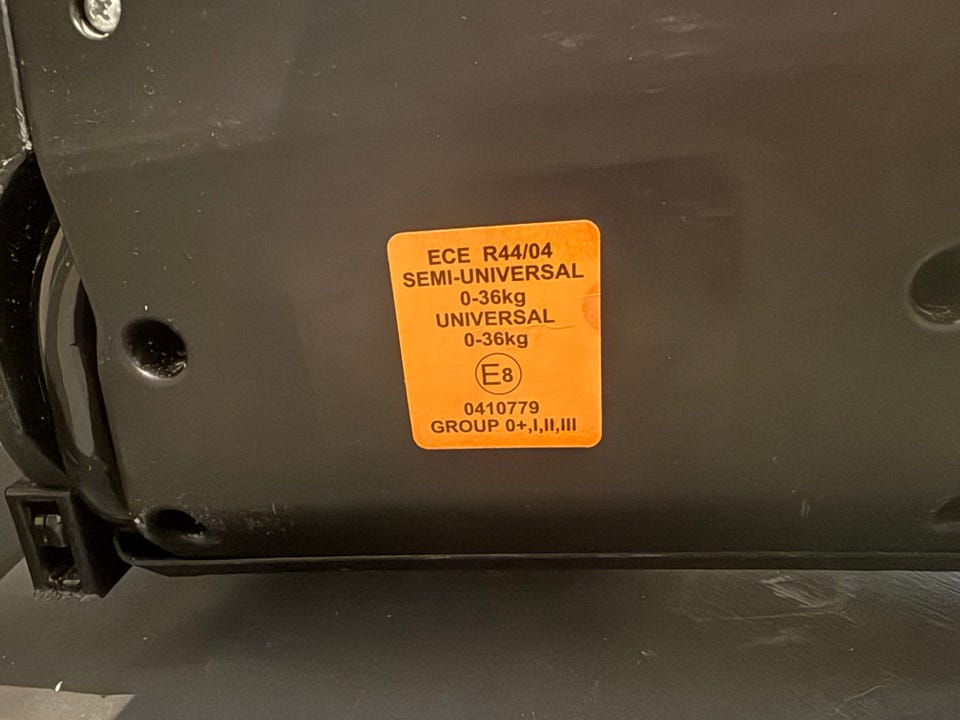 ECE R44/04
SEMI-UNIVERSAL
0-36kg
UNIVERSAL
0-36kg
E8
0410779
GROUP 0+,I,II,III